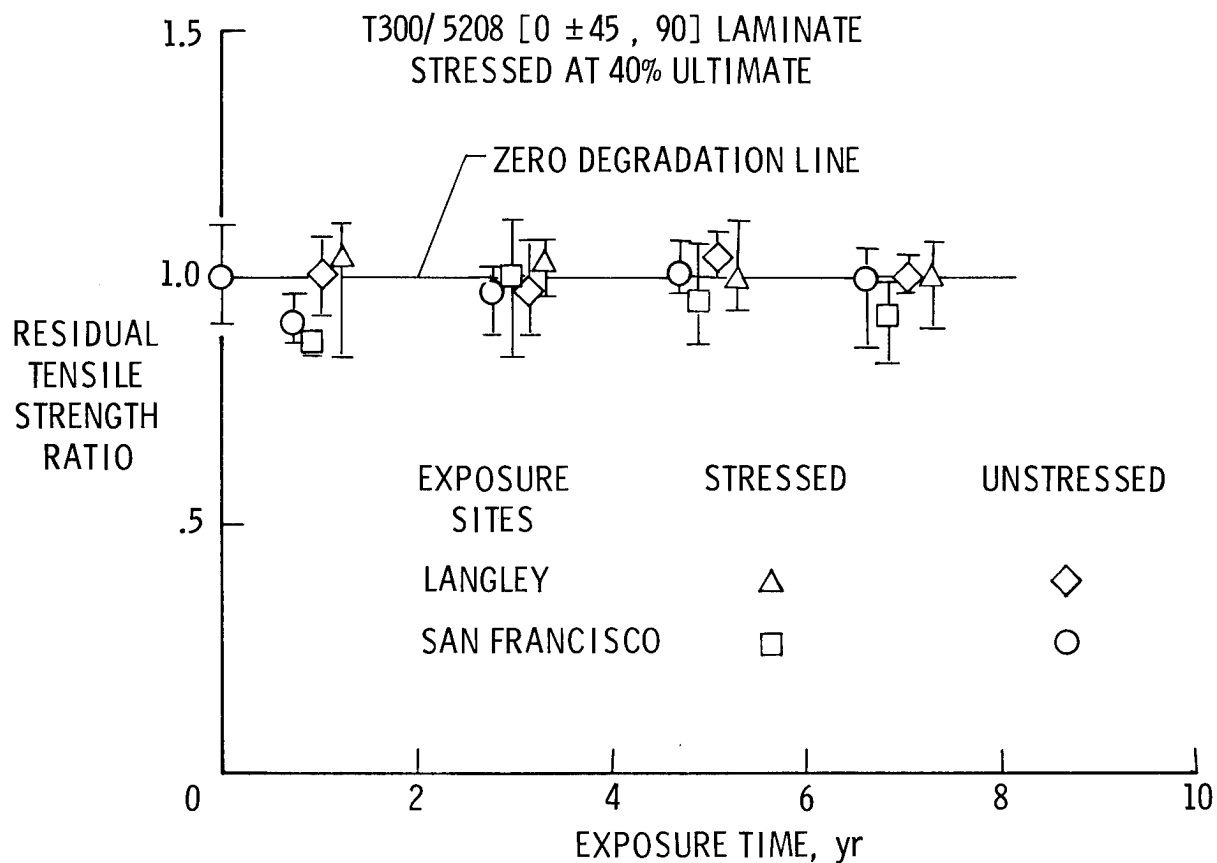 T300/5208 [0 ±45 , 90] LAMINATE
STRESSED AT 40% ULTIMATE
1.5
ZERO DEGRADATION LINE
1.0
RESIDUAL
TENSILE
STRENGTH
RATIO
EXPOSURE SITES
STRESSED
UNSTRESSED
.5
LANGLEY
SAN FRANCISCO
0
2
4
6
8
10
EXPOSURE TIME, yr